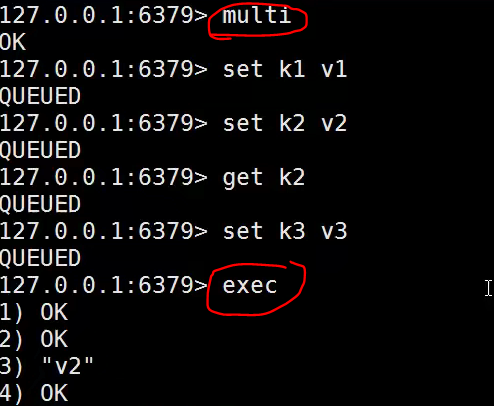 127.0.0.1:6379> multi
OK
127.0.0.1:6379> set k1 v1
QUEUED
127.0.0.1:6379> set k2 v2
QUEUED
127.0.0.1:6379> get k2
QUEUED
127.0.0.1:6379> set k3 v3
QUEUED
127.0.0.1:6379> exec
1) OK
2) OK
3) "v2"
4) OK